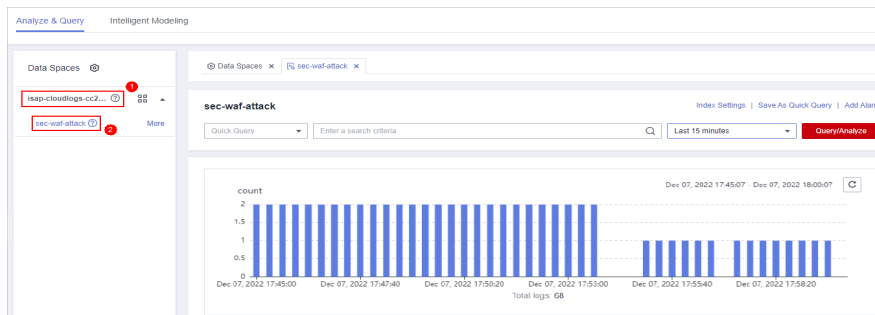 Analyze & Query Intelligent Modeling
Data Spaces
Data Spaces × sec-waf-attack ×
1
isap-cloudlogs-cc2...
sec-waf-attack More
2
sec-waf-attack
Index Settings | Save As Quick Query | Add Alarm
Quick Query Enter a search criteria Last 15 minutes Query/Analyze
Dec 07, 2022 17:45:07 - Dec 07, 2022 18:00:07
count
2
1.5
1
0.5
0
Dec 07, 2022 17:45:00 Dec 07, 2022 17:47:40 Dec 07, 2022 17:50:20 Dec 07, 2022 17:53:00 Dec 07, 2022 17:55:40 Dec 07, 2022 17:58:20
Total logs: 68